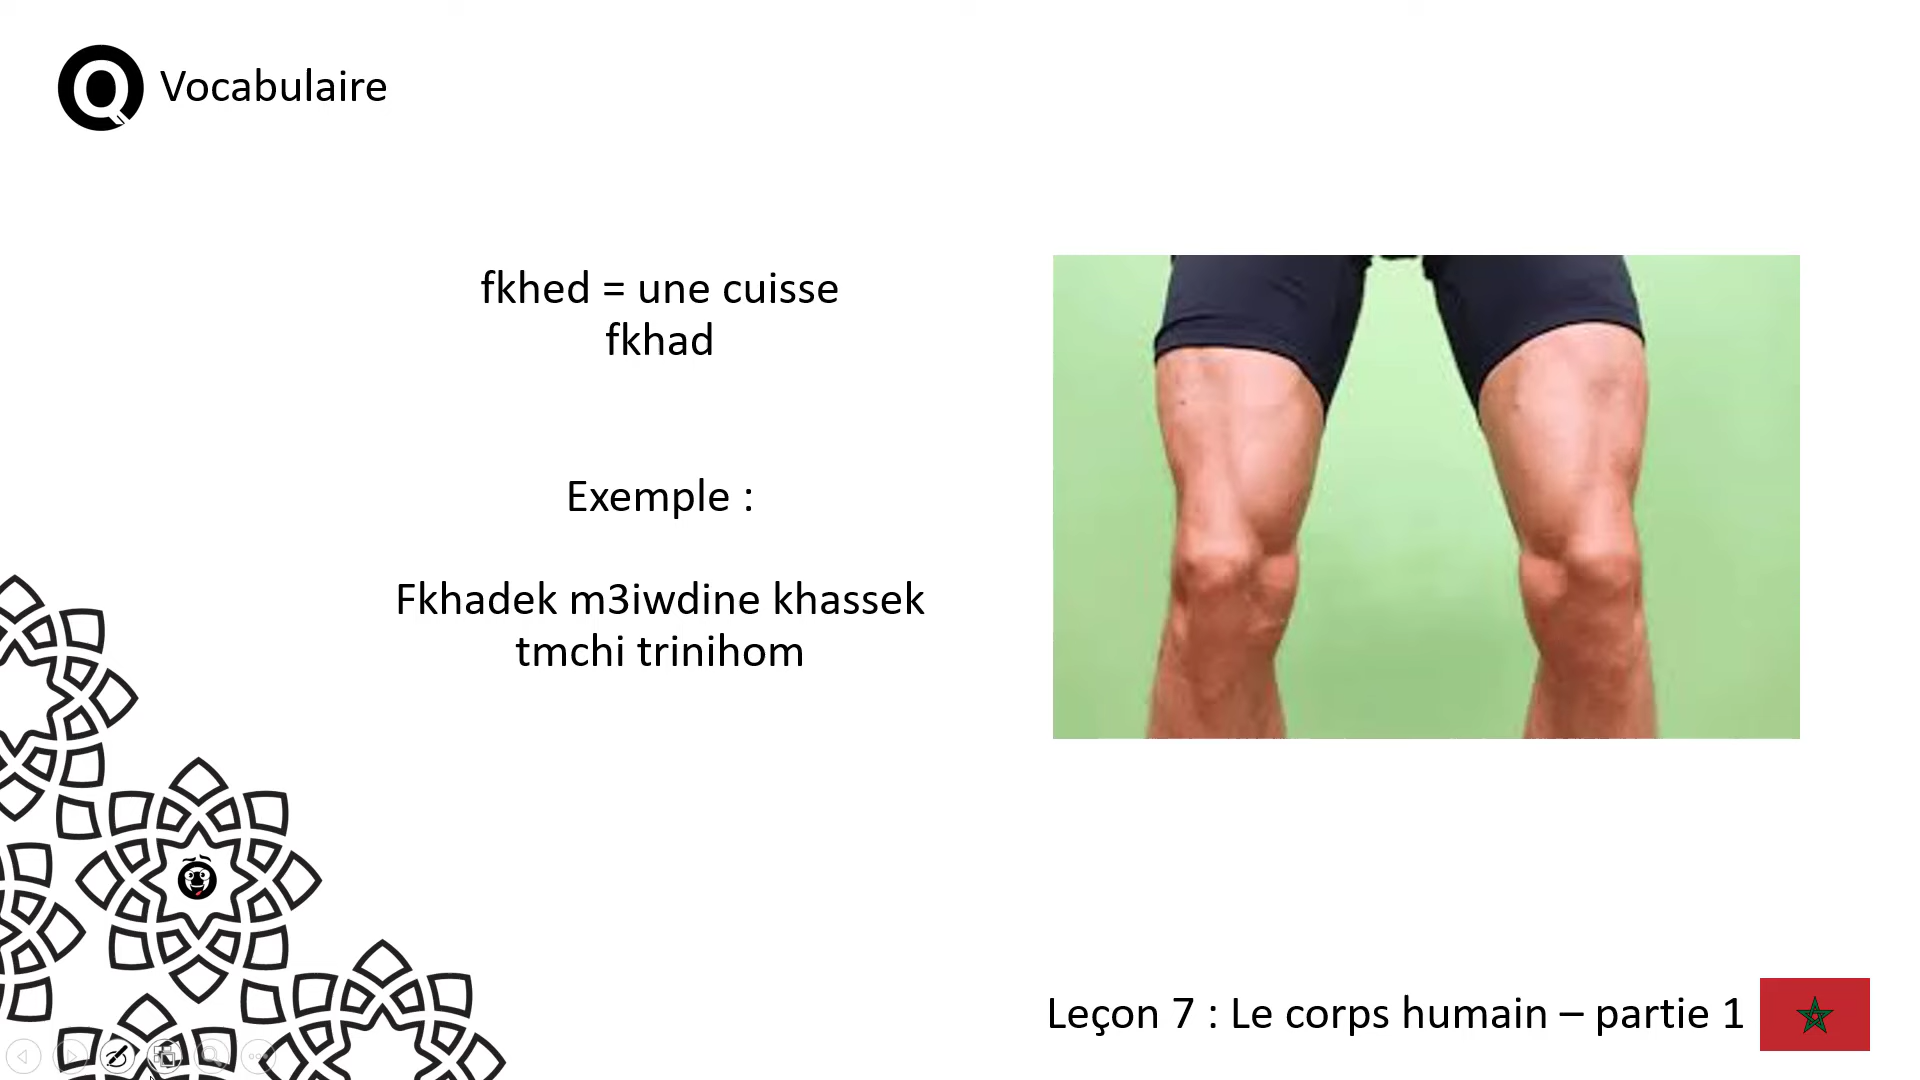 Q Vocabulaire
fkhed = une cuisse
fkhad
Exemple :
Fkhadek m3iwdine khassek
tmchi trinihom
Leçon 7 : Le corps humain – partie 1